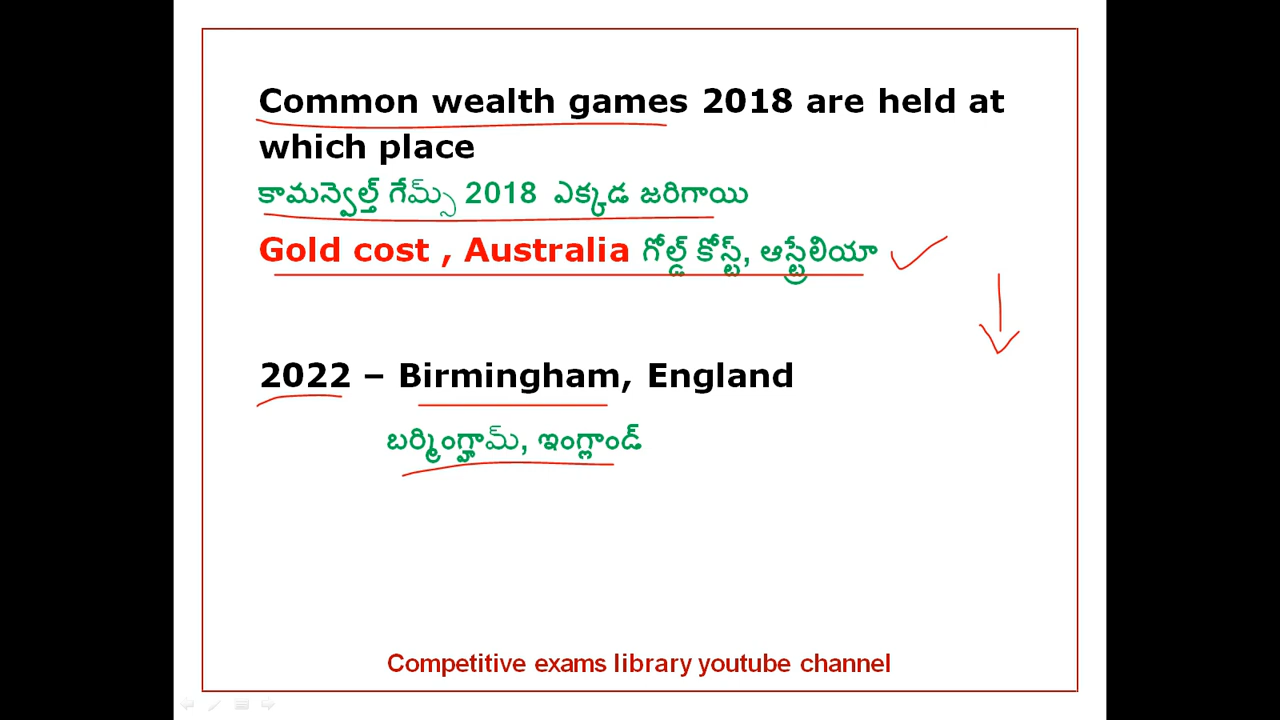 Common wealth games 2018 are held at
which place
కామన్వెల్త్ గేమ్స్ 2018 ఎక్కడ జరిగాయి
Gold cost , Australia గోల్డ్ కోస్ట్, ఆస్ట్రేలియా
2022 – Birmingham, England
బర్మింగ్హామ్, ఇంగ్లాండ్
Competitive exams library youtube channel